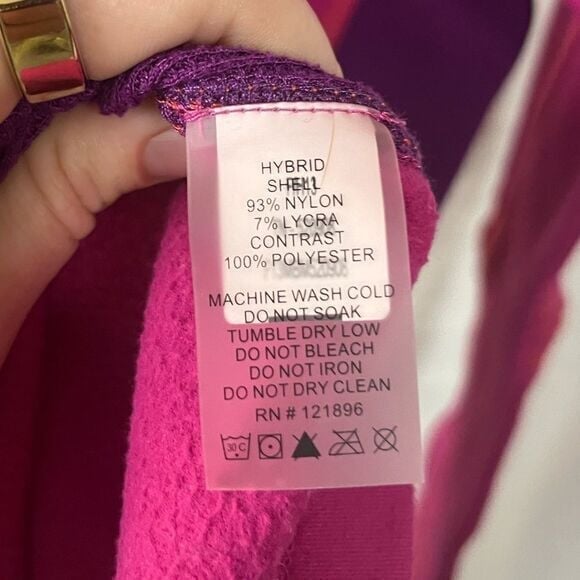 HYBRID
SHELL
93% NYLON
7% LYCRA
CONTRAST
100% POLYESTER
MACHINE WASH COLD
DO NOT SOAK
TUMBLE DRY LOW
DO NOT BLEACH
DO NOT IRON
DO NOT DRY CLEAN
RN # 121896
30 C